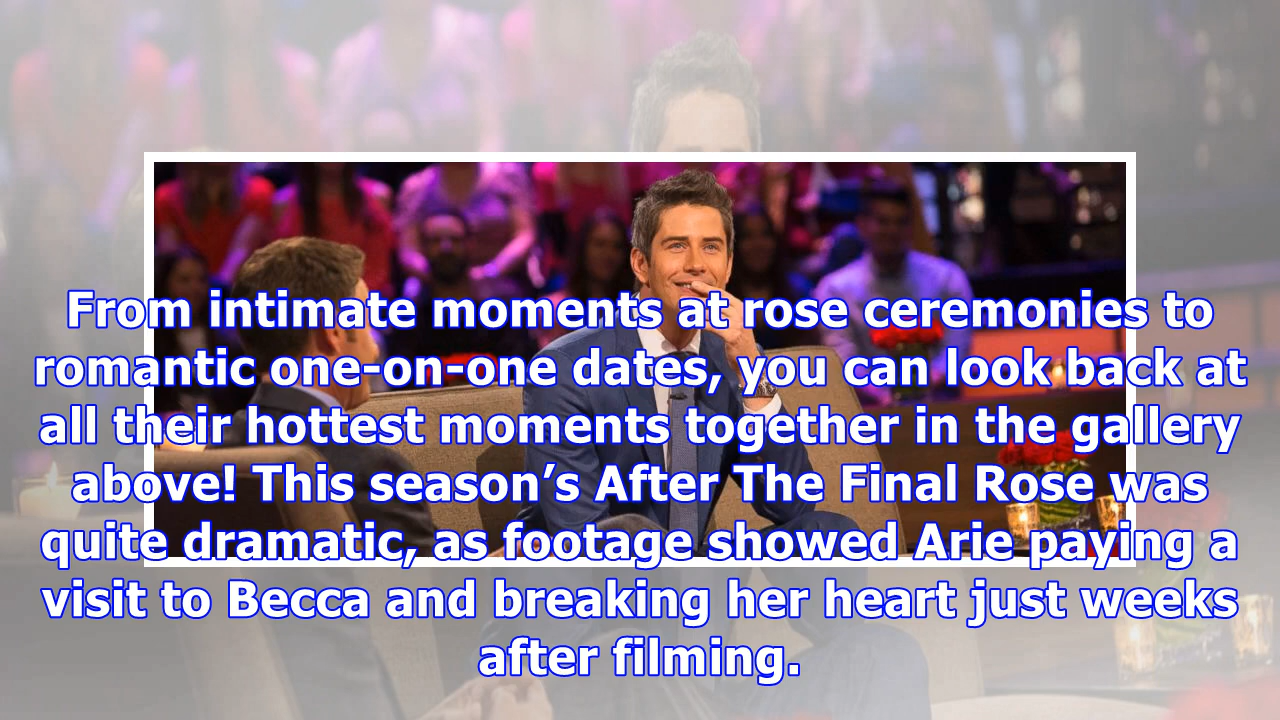 From intimate moments at rose ceremonies to
romantic one-on-one dates, you can look back at
all their hottest moments together in the gallery
above! This season’s After The Final Rose was
quite dramatic, as footage showed Arie paying a
visit to Becca and breaking her heart just weeks
after filming.